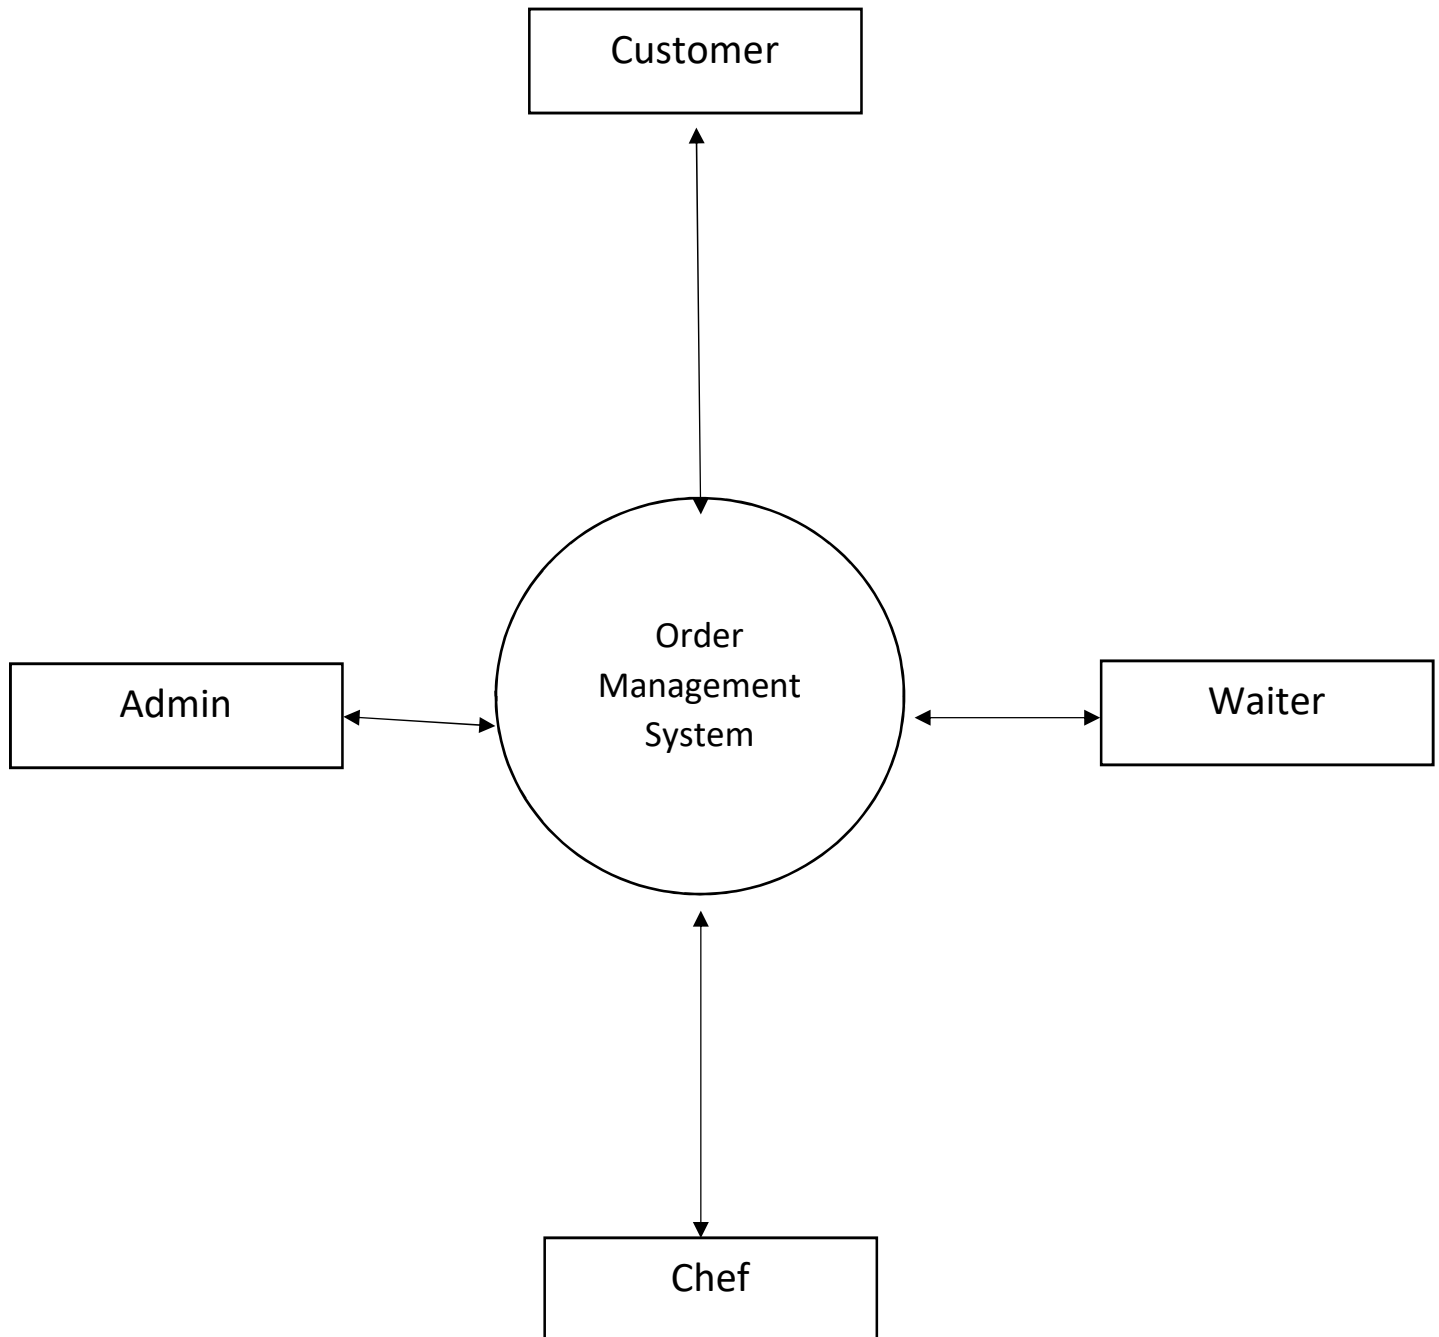 Customer
Order
Management
System
Admin
Waiter
Chef